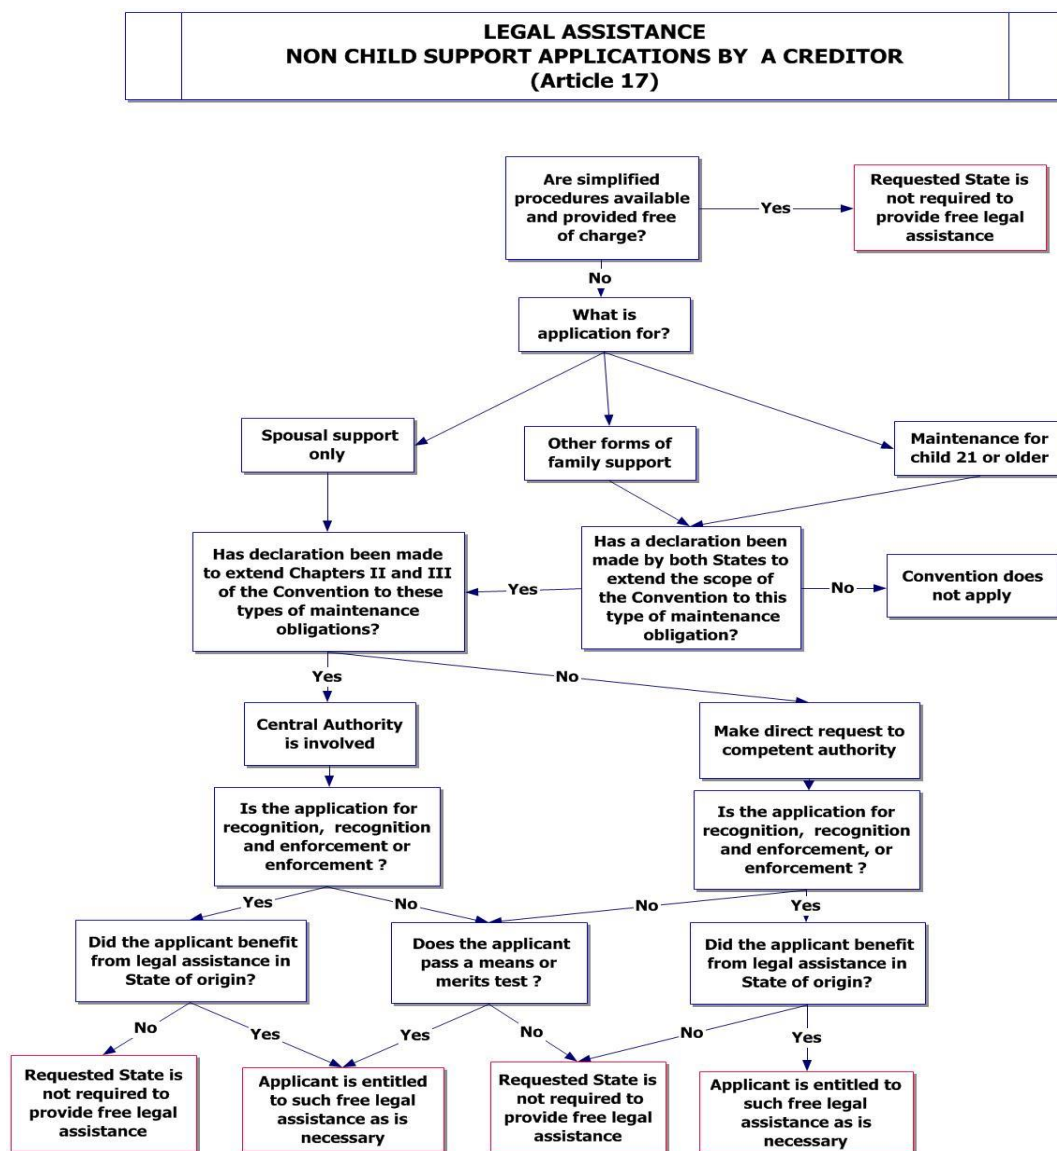 LEGAL ASSISTANCE
NON CHILD SUPPORT APPLICATIONS BY A CREDITOR
(Article 17)
Are simplified
procedures available
and provided free
of charge?
Yes
Requested State is
not required to
provide free legal
assistance
No
What is
application for?
Spousal support
only
Other forms of
family support
Maintenance for
child 21 or older
Has declaration been made
to extend Chapters II and III
of the Convention to these
types of maintenance
obligations?
Yes
Has a declaration been
made by both States to
extend the scope of
the Convention to this
type of maintenance
obligation?
No
Convention does
not apply
Yes
No
Central Authority
is involved
Make direct request to
competent authority
Is the application for
recognition, recognition
and enforcement or
enforcement ?
Is the application for
recognition, recognition
and enforcement, or
enforcement ?
Yes
No
No
Yes
Did the applicant benefit
from legal assistance in
State of origin?
Does the applicant
pass a means or
merits test ?
Did the applicant benefit
from legal assistance in
State of origin?
No
Yes
Yes
No
No
Yes
Requested State is
not required to
provide free legal
assistance
Applicant is entitled
to such free legal
assistance as is
necessary
Requested State is
not required to
provide free legal
assistance
Applicant is entitled to
such free legal
assistance as is
necessary